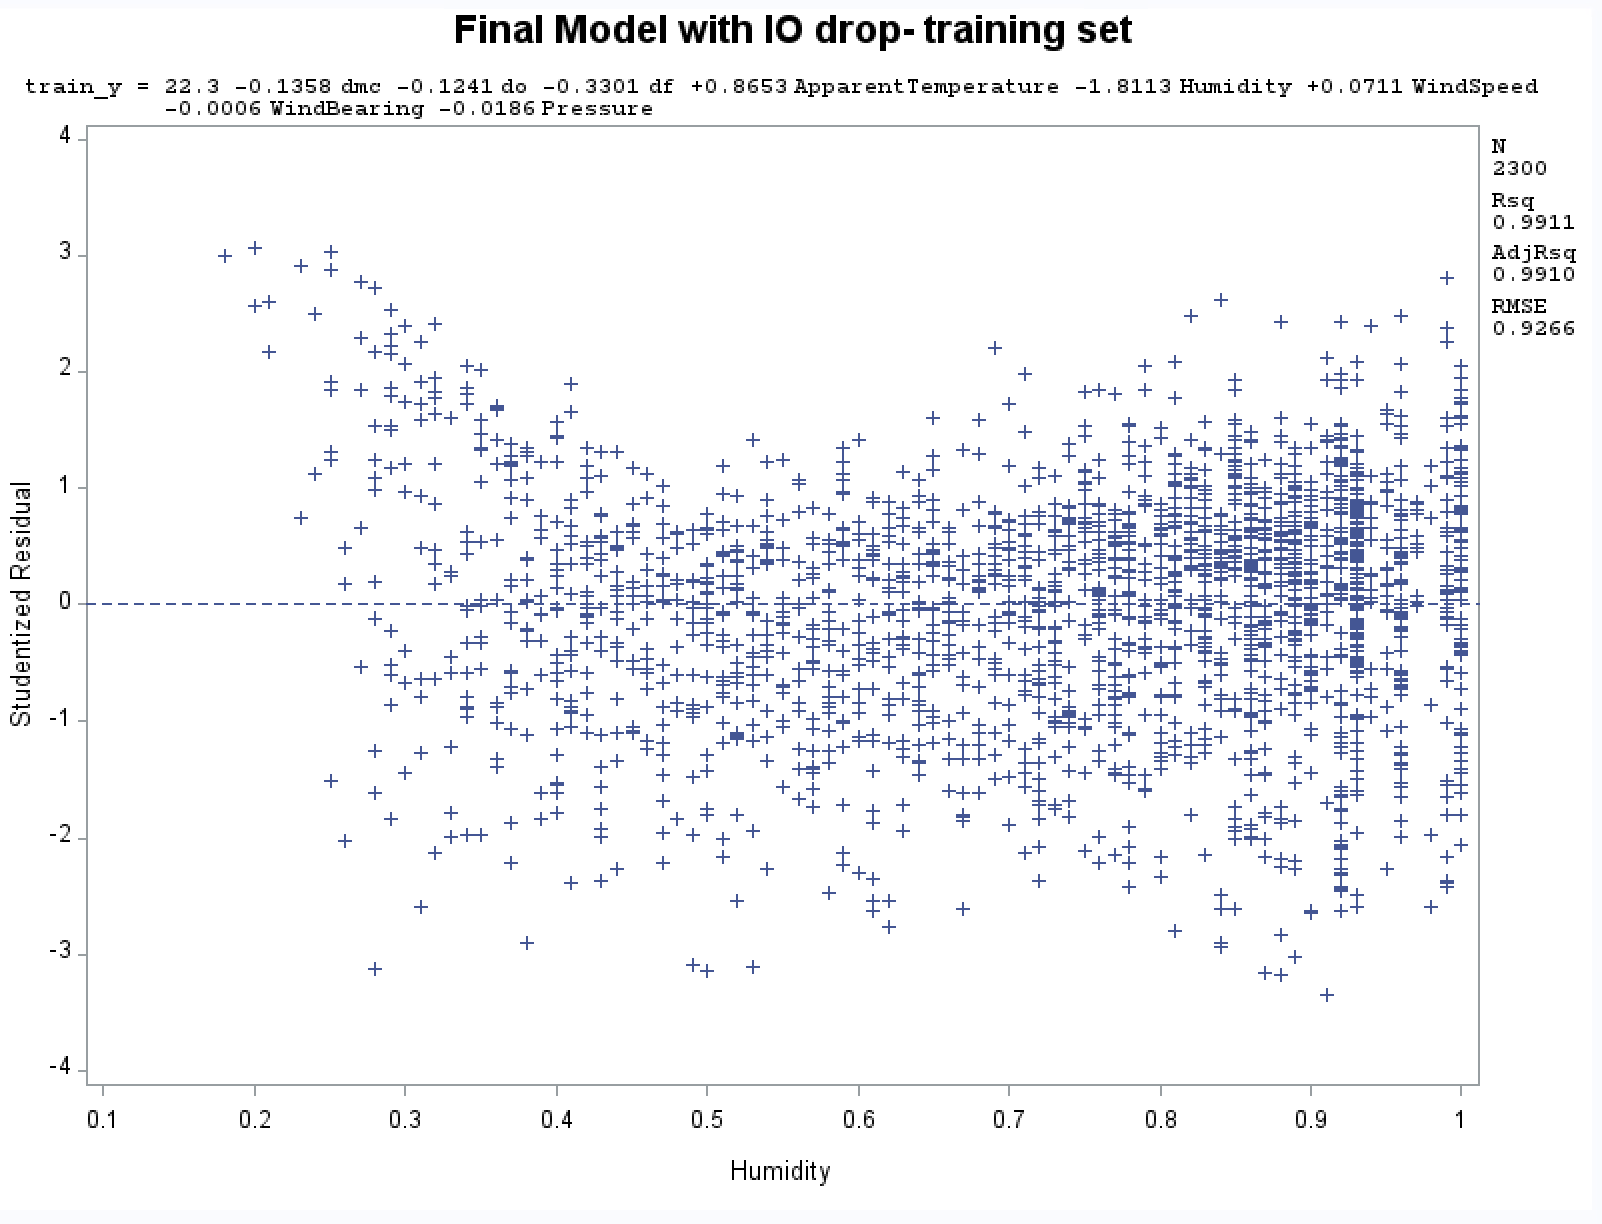 Final Model with IO drop- training set
train_y = 22.3 -0.1358 dmc -0.1241 do -0.3301 df +0.8653 ApparentTemperature -1.8113 Humidity +0.0711 WindSpeed
-0.0006 WindBearing -0.0186 Pressure
4
3
2
1
0
-1
-2
-3
-4
Studentized Residual
N
2300
Rsq
0.9911
AdjRsq
0.9910
RMSE
0.9266
0.1 0.2 0.3 0.4 0.5 0.6 0.7 0.8 0.9 1
Humidity